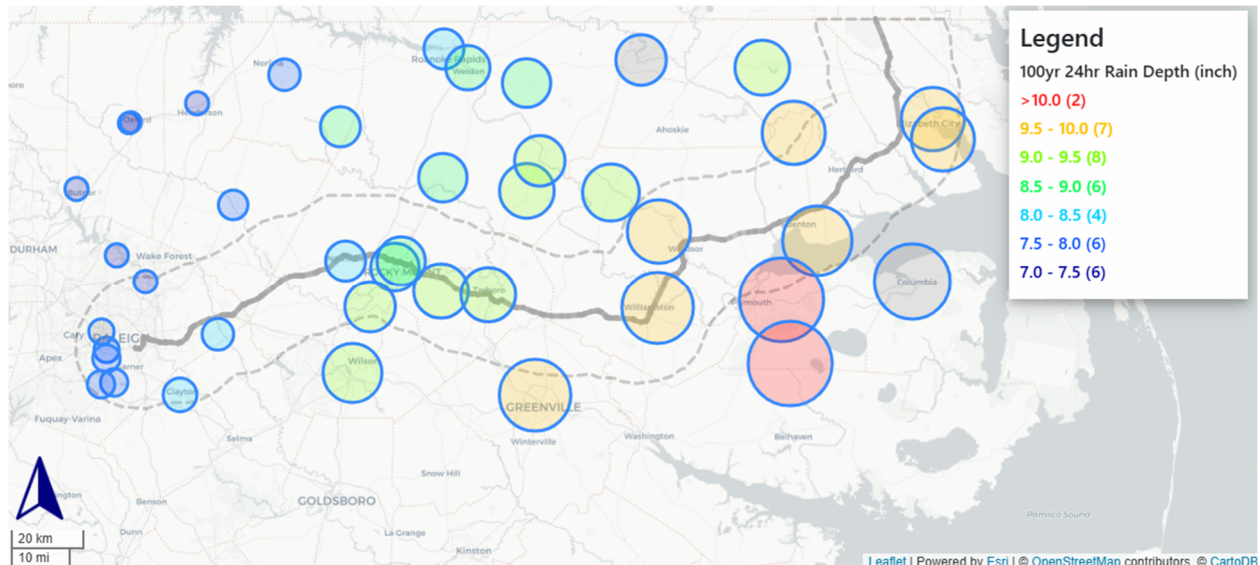 Legend
100yr 24hr Rain Depth (inch)
>10.0 (2)
9.5 - 10.0 (7)
9.0 - 9.5 (8)
8.5 - 9.0 (6)
8.0 - 8.5 (4)
7.5 - 8.0 (6)
7.0 - 7.5 (6)
Roanoke Rapids
Weldon
Norlina
Henderson
Oxford
Butner
Ahoskie
Elizabeth City
Hertford
Edenton
Windsor
DURHAM
Wake Forest
ROCKY MOUNT
Tarboro
Williamston
Plymouth
Columbia
Cary
RALEIGH
Apex
Garner
Wilson
Clayton
GREENVILLE
Fuquay-Varina
Selma
Winterville
Washington
Belhaven
Snow Hill
ington
Benson
GOLDSBORO
Pamlico Sound
Dunn
La Grange
Kinston
20 km
10 mi
Leaflet | Powered by Esri | © OpenStreetMap contributors, © CartoDB